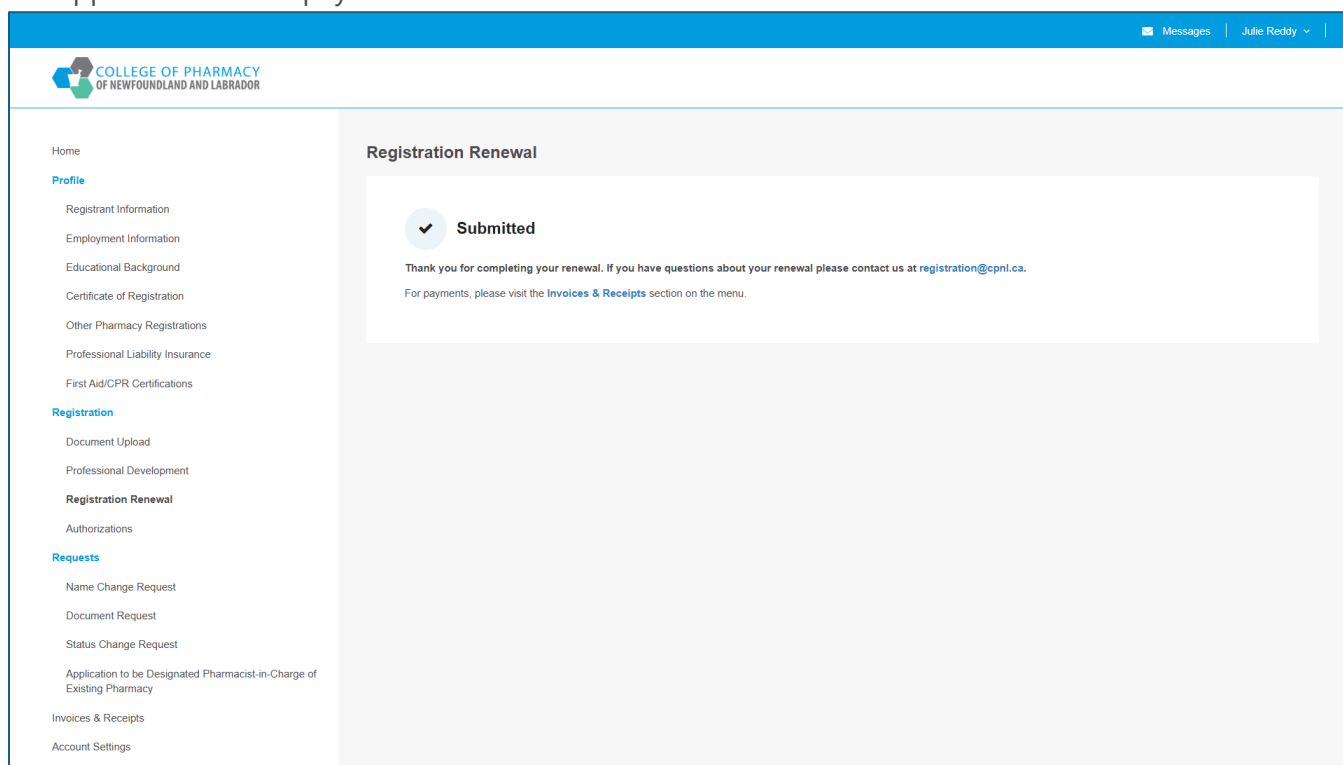 Messages
Julie Reddy
COLLEGE OF PHARMACY
OF NEWFOUNDLAND AND LABRADOR
Home
Profile
Registrant Information
Employment Information
Educational Background
Certificate of Registration
Other Pharmacy Registrations
Professional Liability Insurance
First Aid/CPR Certifications
Registration
Document Upload
Professional Development
Registration Renewal
Authorizations
Requests
Name Change Request
Document Request
Status Change Request
Application to be Designated Pharmacist-in-Charge of
Existing Pharmacy
Invoices & Receipts
Account Settings
Registration Renewal
Submitted
Thank you for completing your renewal. If you have questions about your renewal please contact us at registration@cpnl.ca.
For payments, please visit the Invoices & Receipts section on the menu.